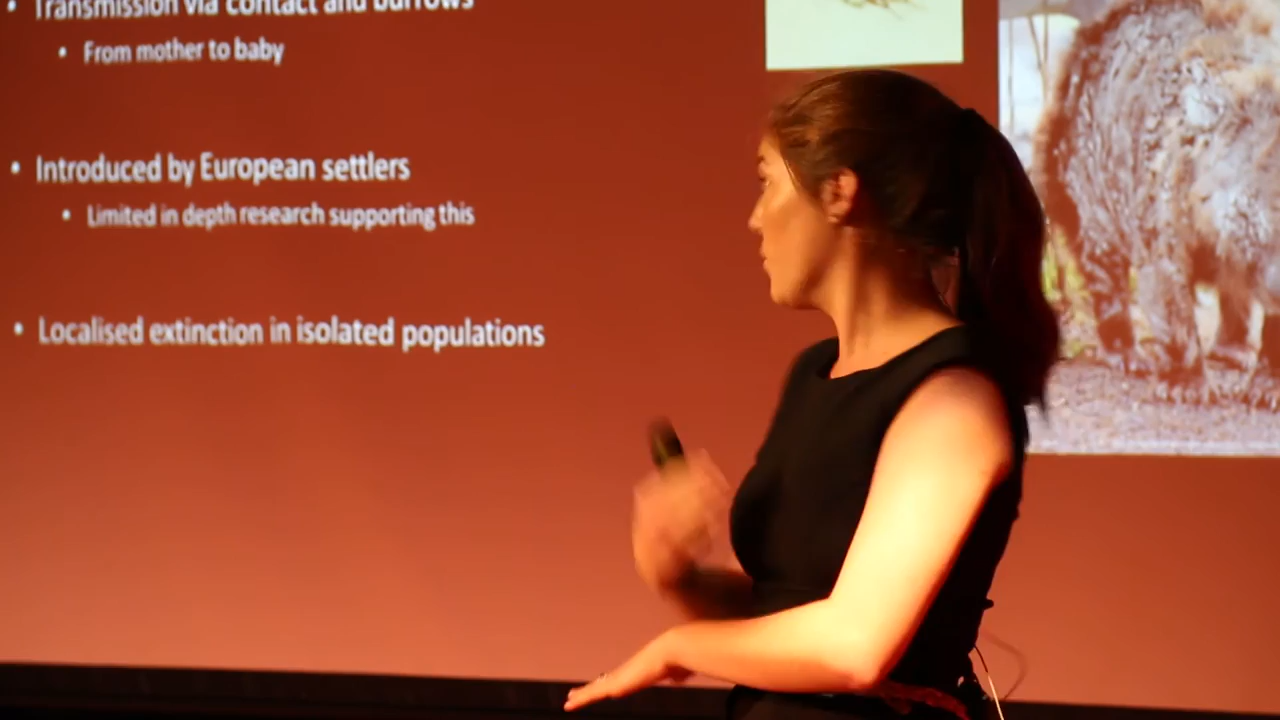 • Transmission via contact and burrows
• From mother to baby
• Introduced by European settlers
• Limited in depth research supporting this
• Localised extinction in isolated populations